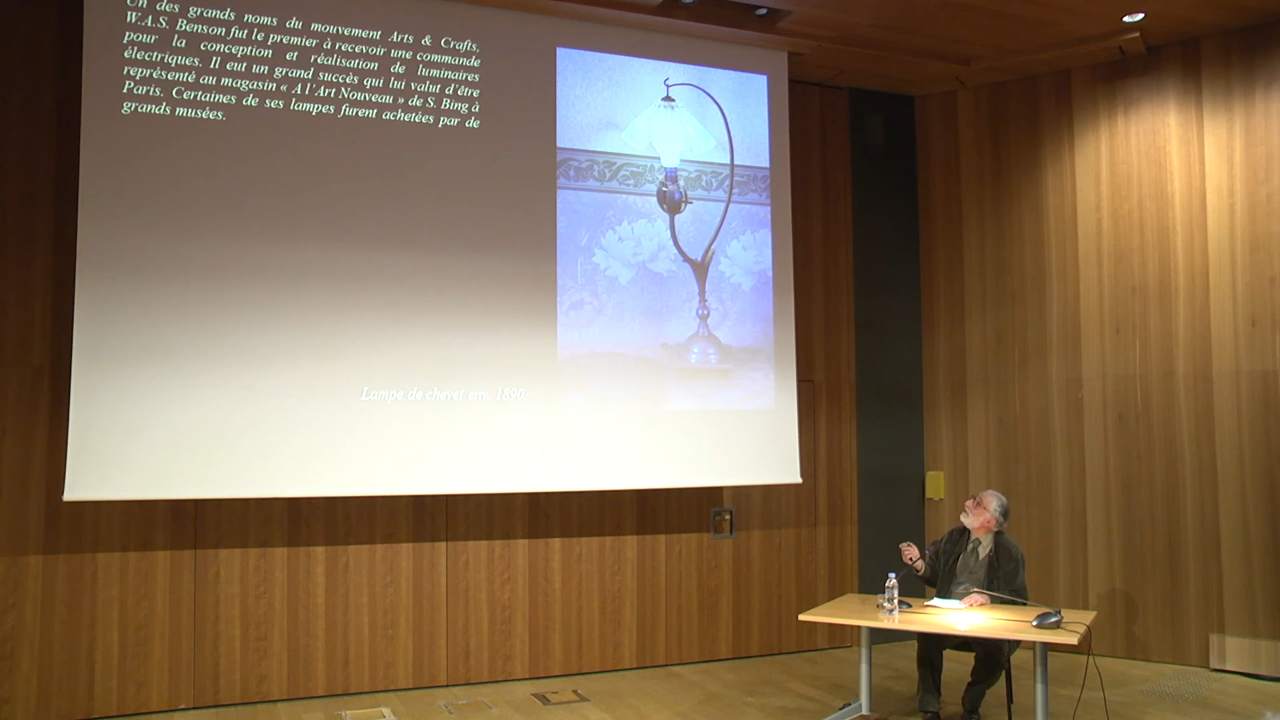 Un des grands noms du mouvement Arts & Crafts,
W.A.S. Benson fut le premier à recevoir une commande
pour la conception et réalisation de luminaires
électriques. Il eut un grand succès qui lui valut d'être
représenté au magasin « A l'Art Nouveau » de S. Bing à
Paris. Certaines de ses lampes furent achetées par de
grands musées.
Lampe de chevet env. 1890